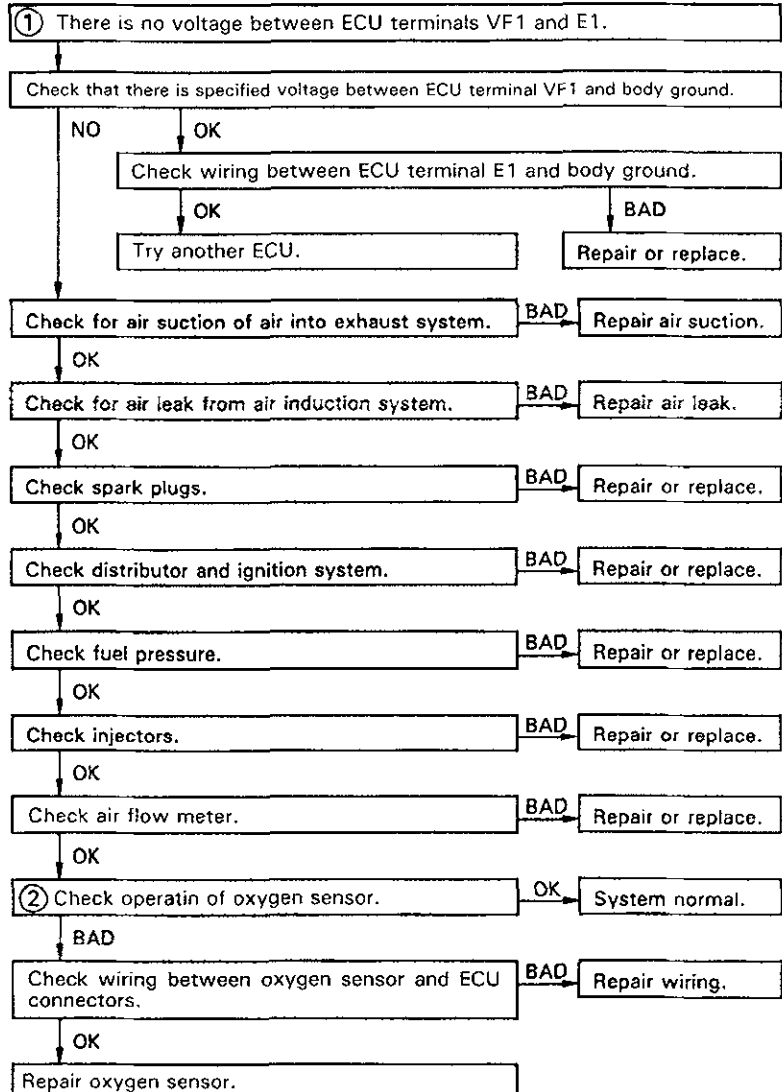 ① There is no voltage between ECU terminals VF1 and E1.
Check that there is specified voltage between ECU terminal VF1 and body ground.
NO
OK
Check wiring between ECU terminal E1 and body ground.
OK
BAD
Try another ECU.
Repair or replace.
Check for air suction of air into exhaust system.
BAD
Repair air suction.
OK
Check for air leak from air induction system.
BAD
Repair air leak.
OK
Check spark plugs.
BAD
Repair or replace.
OK
Check distributor and ignition system.
BAD
Repair or replace.
OK
Check fuel pressure.
BAD
Repair or replace.
OK
Check injectors.
BAD
Repair or replace.
OK
Check air flow meter.
BAD
Repair or replace.
OK
② Check operatin of oxygen sensor.
OK
System normal.
BAD
Check wiring between oxygen sensor and ECU
connectors.
BAD
Repair wiring.
OK
Repair oxygen sensor.